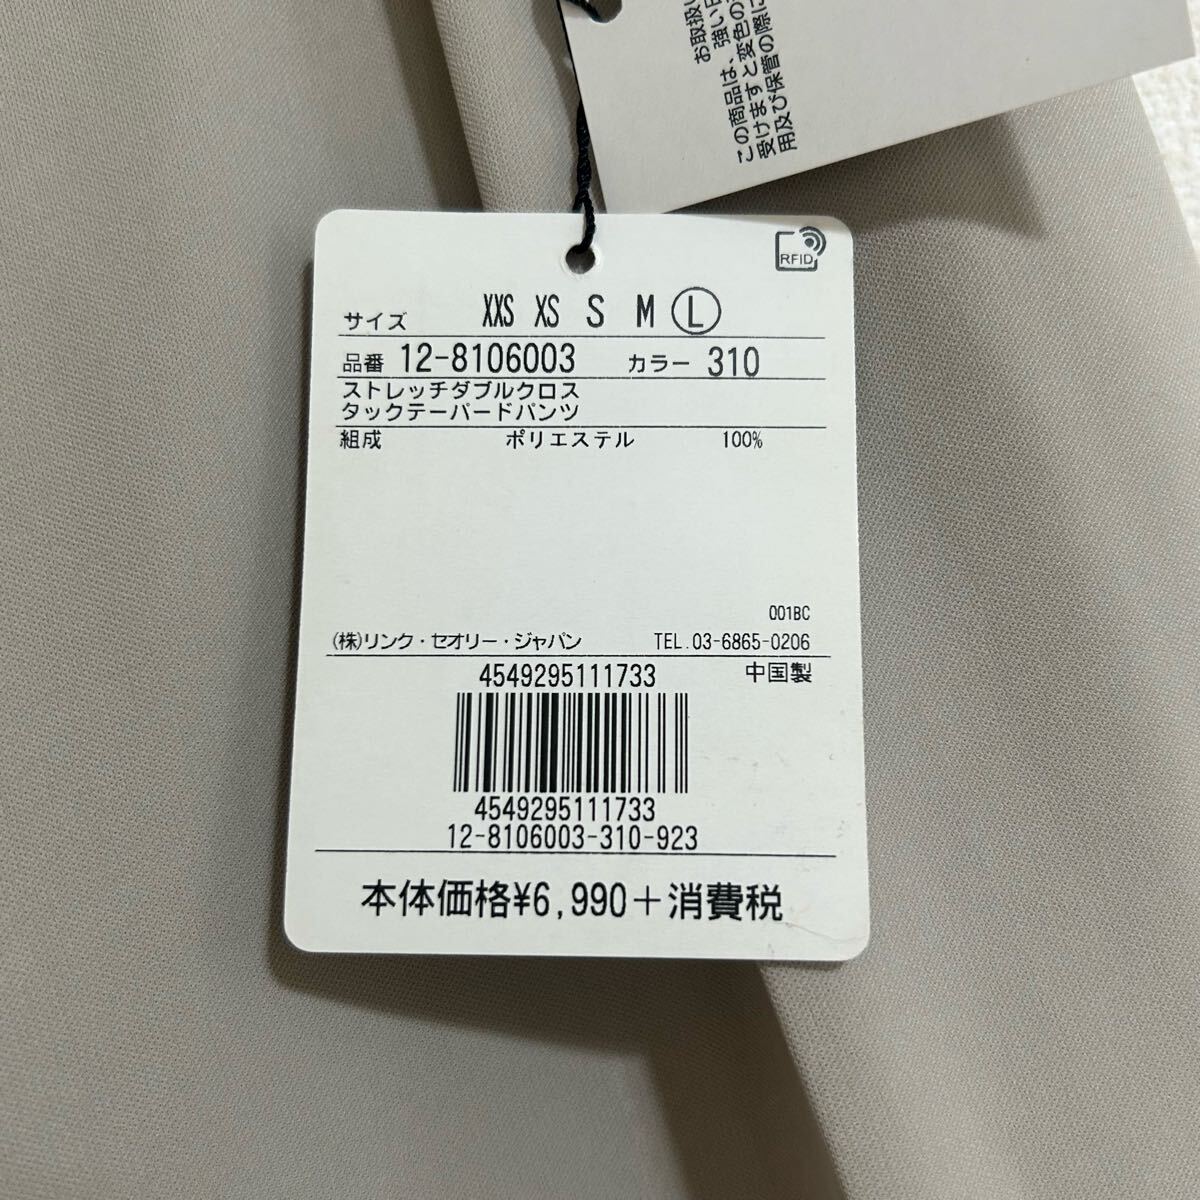 お取扱い
この商品は、強い
受けますと変色の
用及び保管の際に
RFID
サイズ XXS XS S M L
品番 12-8106003 カラー 310
ストレッチダブルクロス
タックテーパードパンツ
組成 ポリエステル 100%
001BC
(株)リンク・セオリー・ジャパン TEL.03-6865-0206
4549295111733 中国製
4549295111733
12-8106003-310-923
本体価格¥6,990+消費税